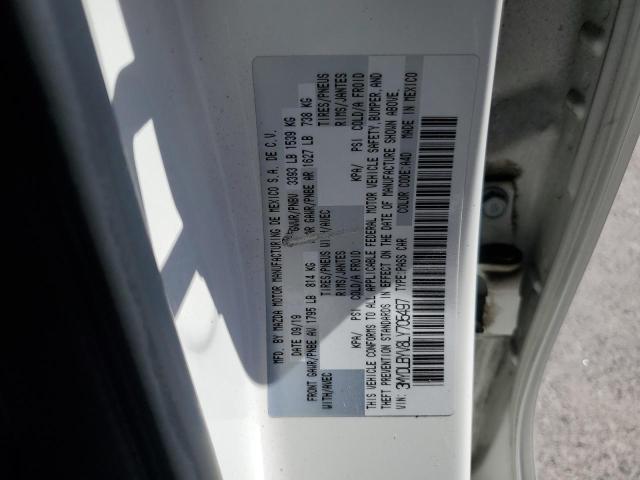 MFD. BY MAZDA MOTOR MANUFACTURING DE MEXICO S.A. DE C.V.
DATE 09/19 GVWR/PNBV 3393 LB 1539 KG
FRONT GAWR/PNBE AV 1795 LB 814 KG RR GAWR/PNBE AR 1627 LB 738 KG
WITH/AVEC TIRES/PNEUS WITH/AVEC TIRES/PNEUS
RIMS/JANTES RIMS/JANTES
KPA/ PSI COLD/A FROID KPA/ PSI COLD/A FROID
THIS VEHICLE CONFORMS TO ALL APPLICABLE FEDERAL MOTOR VEHICLE SAFETY, BUMPER, AND
THEFT PREVENTION STANDARDS IN EFFECT ON THE DATE OF MANUFACTURE SHOWN ABOVE.
COLOR CODE:A4D MADE IN MEXICO
VIN: TYPE:PASS CAR